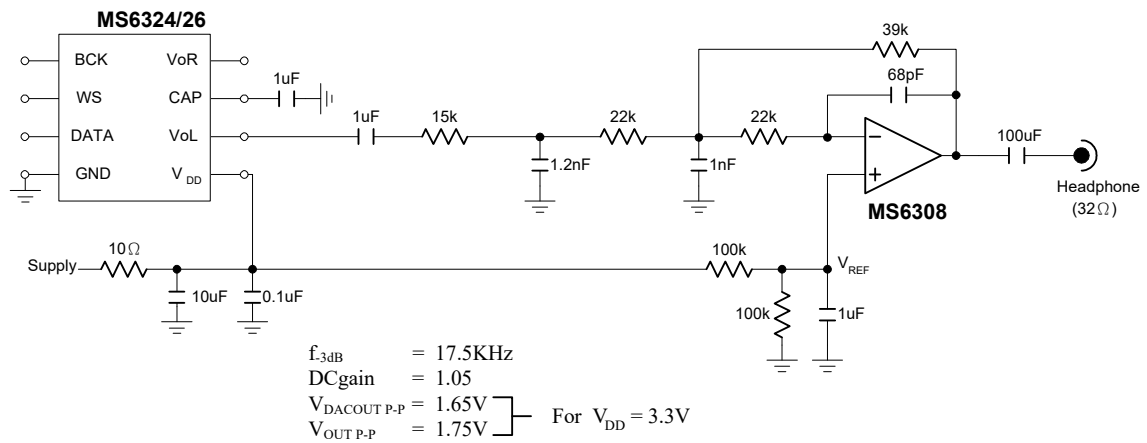 MS6324/26
BCK
VoR
WS
CAP
1uF
DATA
VoL
GND
V DD
1uF
15k
1.2nF
22k
1nF
22k
39k
68pF
−
+
MS6308
100uF
Headphone
(32Ω)
Supply
10Ω
10uF
0.1uF
100k
VREF
100k
1uF
f-3dB = 17.5KHz
DCgain = 1.05
VDACOUT P-P = 1.65V
VOUT P-P = 1.75V
For VDD = 3.3V